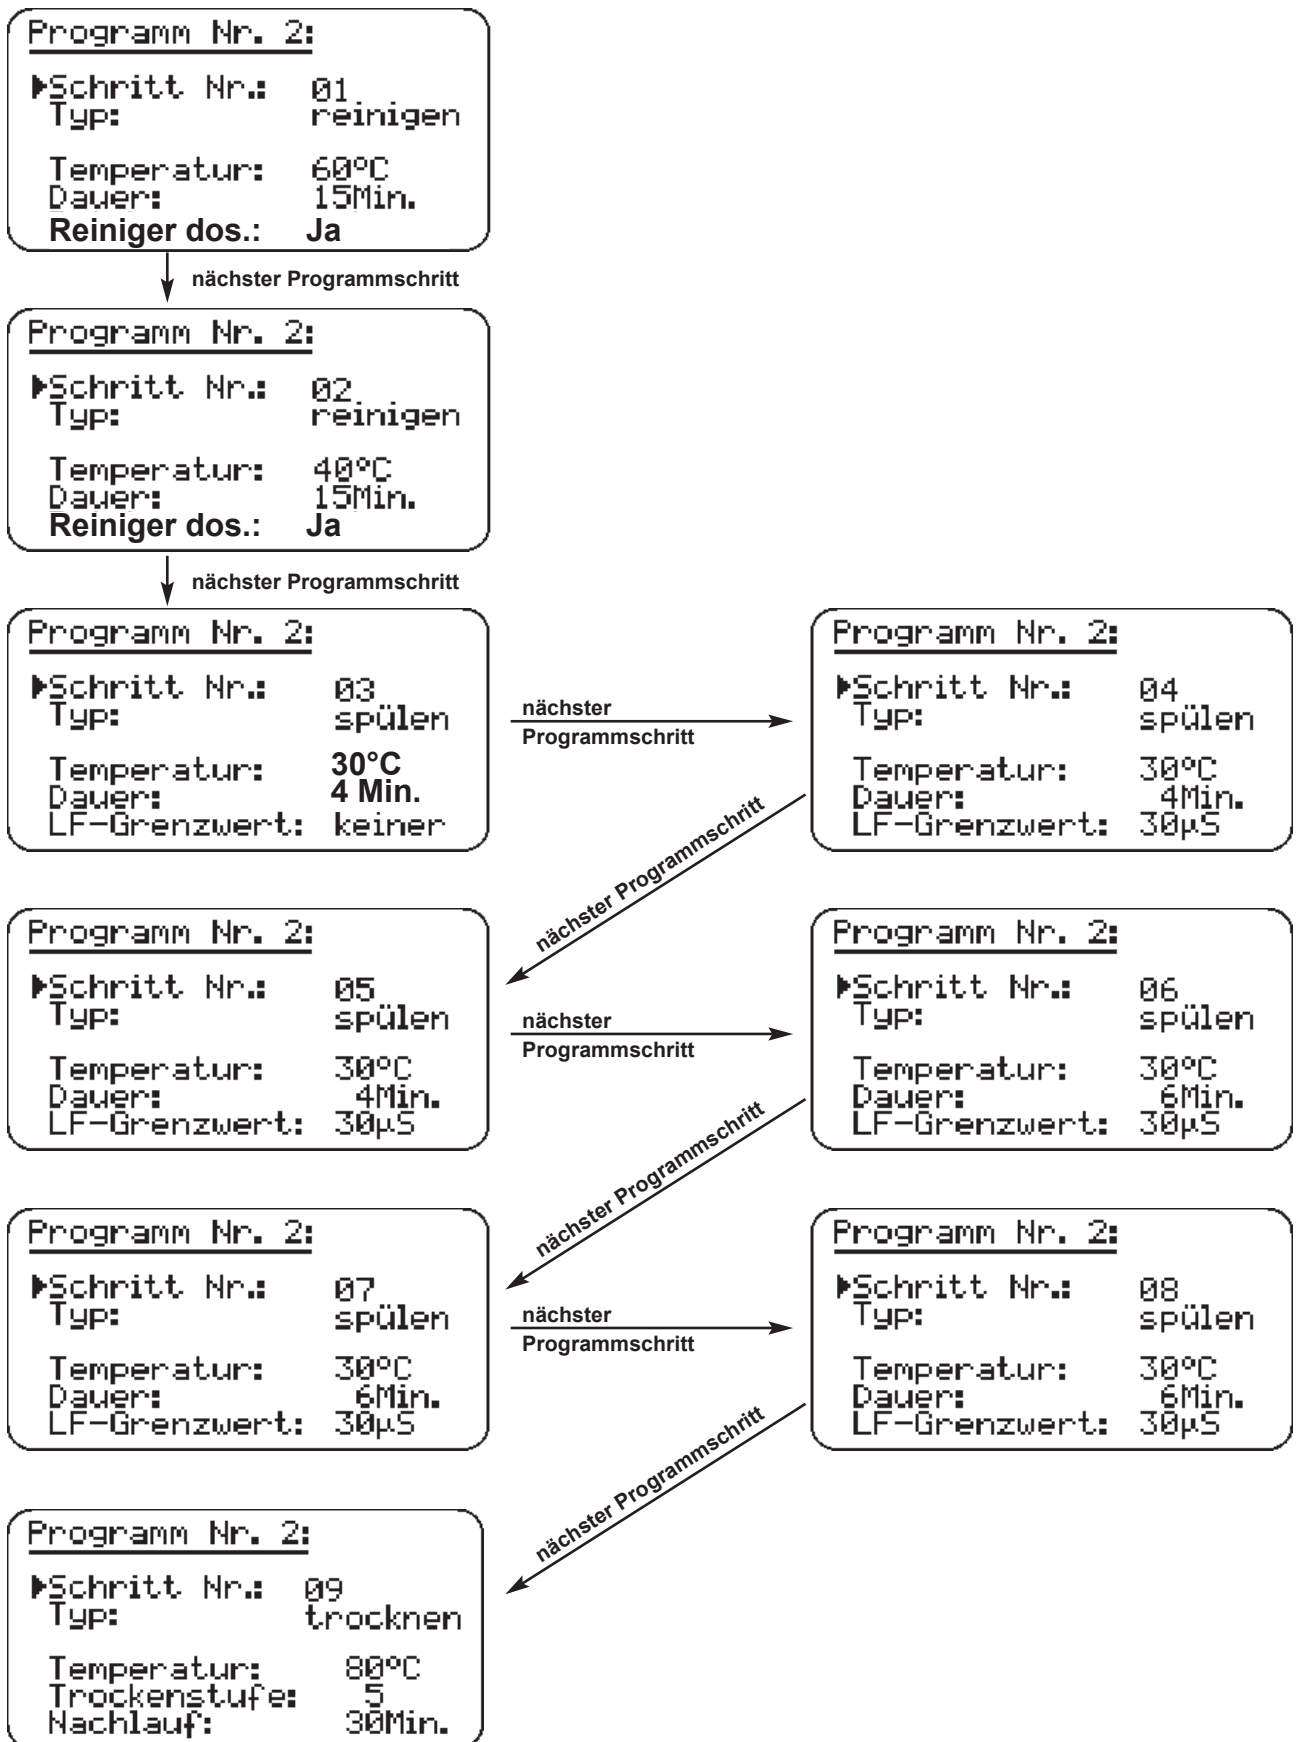 Programm Nr. 2:
▶Schritt Nr.: 01
Typ: reinigen
Temperatur: 60°C
Dauer: 15Min.
Reiniger dos.: Ja
nächster Programmschritt
Programm Nr. 2:
▶Schritt Nr.: 02
Typ: reinigen
Temperatur: 40°C
Dauer: 15Min.
Reiniger dos.: Ja
nächster Programmschritt
Programm Nr. 2:
▶Schritt Nr.: 03
Typ: spülen
Temperatur: 30°C
Dauer: 4 Min.
LF-Grenzwert: keiner
nächster
Programmschritt
Programm Nr. 2:
▶Schritt Nr.: 04
Typ: spülen
Temperatur: 30°C
Dauer: 4Min.
LF-Grenzwert: 30µS
nächster Programmschritt
Programm Nr. 2:
▶Schritt Nr.: 05
Typ: spülen
Temperatur: 30°C
Dauer: 4Min.
LF-Grenzwert: 30µS
nächster
Programmschritt
Programm Nr. 2:
▶Schritt Nr.: 06
Typ: spülen
Temperatur: 30°C
Dauer: 6Min.
LF-Grenzwert: 30µS
nächster Programmschritt
Programm Nr. 2:
▶Schritt Nr.: 07
Typ: spülen
Temperatur: 30°C
Dauer: 6Min.
LF-Grenzwert: 30µS
nächster
Programmschritt
Programm Nr. 2:
▶Schritt Nr.: 08
Typ: spülen
Temperatur: 30°C
Dauer: 6Min.
LF-Grenzwert: 30µS
nächster Programmschritt
Programm Nr. 2:
▶Schritt Nr.: 09
Typ: trocknen
Temperatur: 80°C
Trockenstufe: 5
Nachlauf: 30Min.